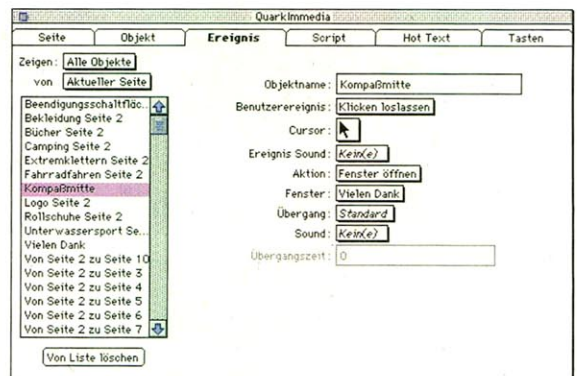 QuarkImmedia
Seite
Objekt
Ereignis
Script
Hot Text
Tasten
Zeigen: Alle Objekte
von Aktueller Seite
Beendigungsschaltfläc...
Bekleidung Seite 2
Bücher Seite 2
Camping Seite 2
Extremklettern Seite 2
Fahrradfahren Seite 2
Kompaßmitte
Logo Seite 2
Rollschuhe Seite 2
Unterwassersport Se...
Vielen Dank
Von Seite 2 zu Seite 10
Von Seite 2 zu Seite 3
Von Seite 2 zu Seite 4
Von Seite 2 zu Seite 5
Von Seite 2 zu Seite 6
Von Seite 2 zu Seite 7
Von Liste löschen
Objektname: Kompaßmitte
Benutzerereignis: Klicken loslassen
Cursor:
Ereignis Sound: Kein(e)
Aktion: Fenster öffnen
Fenster: Vielen Dank
Übergang: Standard
Sound: Kein(e)
Übergangszeit: 0